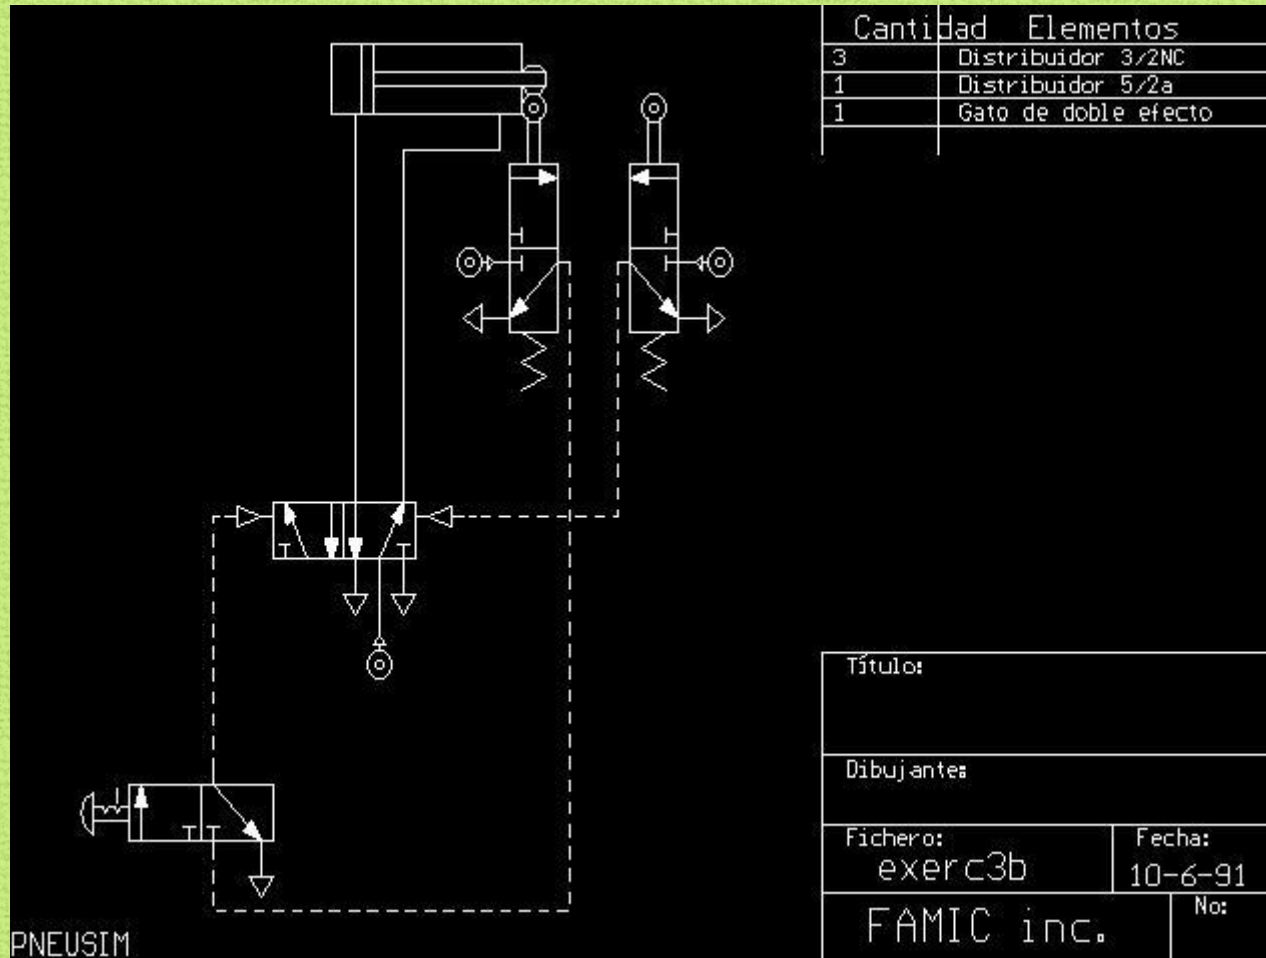 Cantidad Elementos
3 Distribuidor 3/2NC
1 Distribuidor 5/2a
1 Gato de doble efecto
Título:
Dibujante:
Fichero: Fecha:
exerc3b 10-6-91
FAMIC inc. No:
PNEUSIM